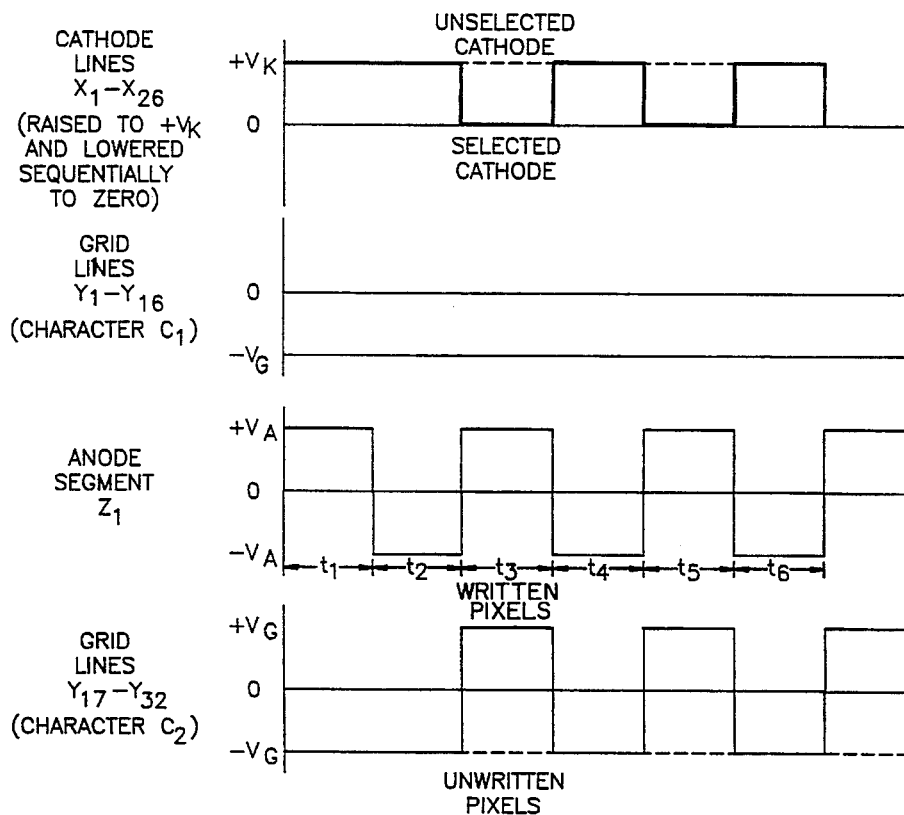 CATHODE
LINES
X1-X26
(RAISED TO +VK
AND LOWERED
SEQUENTIALLY
TO ZERO)
+VK
0
UNSELECTED
CATHODE
SELECTED
CATHODE
GRID
LINES
Y1-Y16
(CHARACTER C1)
0
-VG
ANODE
SEGMENT
Z1
+VA
0
-VA
t1 t2 t3 t4 t5 t6
WRITTEN
PIXELS
GRID
LINES
Y17-Y32
(CHARACTER C2)
+VG
0
-VG
UNWRITTEN
PIXELS